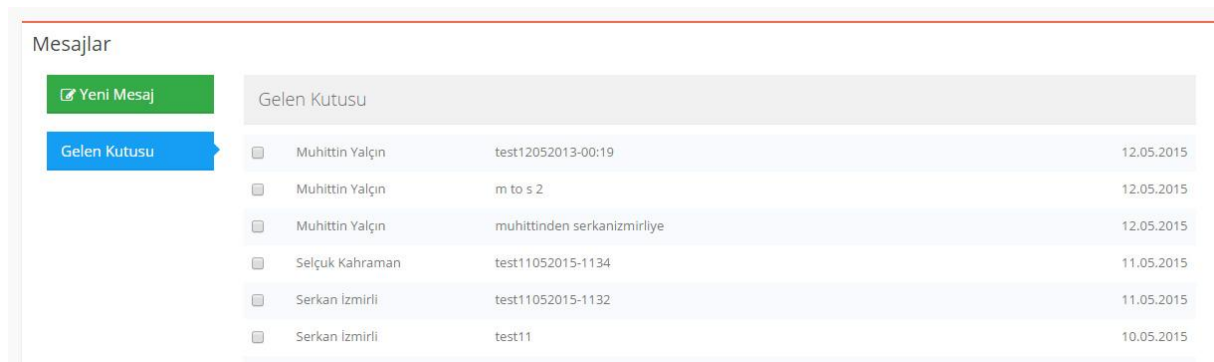 Mesajlar
Yeni Mesaj
Gelen Kutusu
Gelen Kutusu
Muhittin Yalçın test12052013-00:19 12.05.2015
Muhittin Yalçın m to s 2 12.05.2015
Muhittin Yalçın muhittinden serkanizmirliye 12.05.2015
Selçuk Kahraman test11052015-1134 11.05.2015
Serkan İzmirli test11052015-1132 11.05.2015
Serkan İzmirli test11 10.05.2015